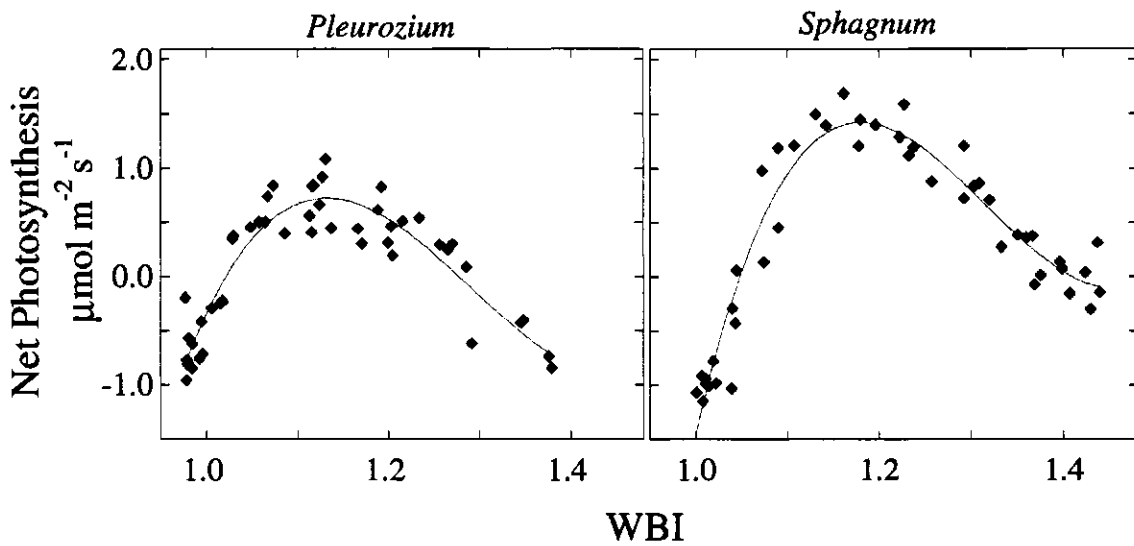 Pleurozium
Sphagnum
Net Photosynthesis
μmol m⁻² s⁻¹
2.0
1.0
0.0
-1.0
1.0 1.2 1.4
1.0 1.2 1.4
WBI